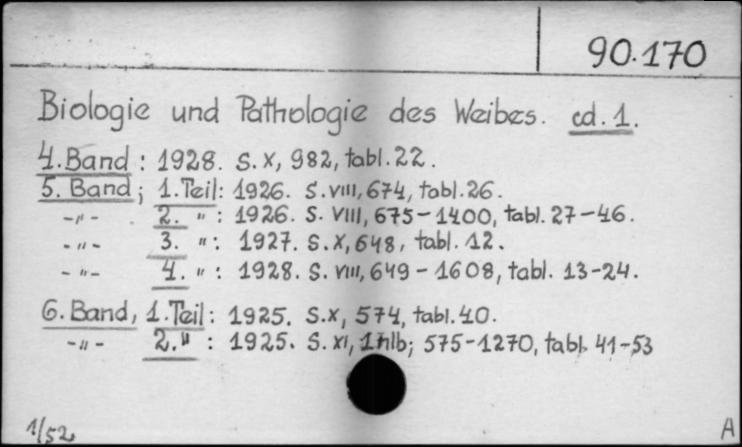 90.170
Biologie und Pathologie des Weibes. cd. 1.
4. Band : 1928. S. X, 982, tabl. 22.
5. Band ; 1. Teil : 1926. S. VIII, 674, tabl. 26.
-„- 2. „ : 1926. S. VIII, 675-1400, tabl. 27-46.
-„- 3. „ : 1927. S. X, 648, tabl. 12.
-„- 4. „ : 1928. S. VIII, 649-1608, tabl. 13-24.
6. Band, 1. Teil : 1925. S. X, 574, tabl. 40.
-„- 2. „ : 1925. S. XI, 1 nlb; 575-1270, tabl. 41-53
1/52
A